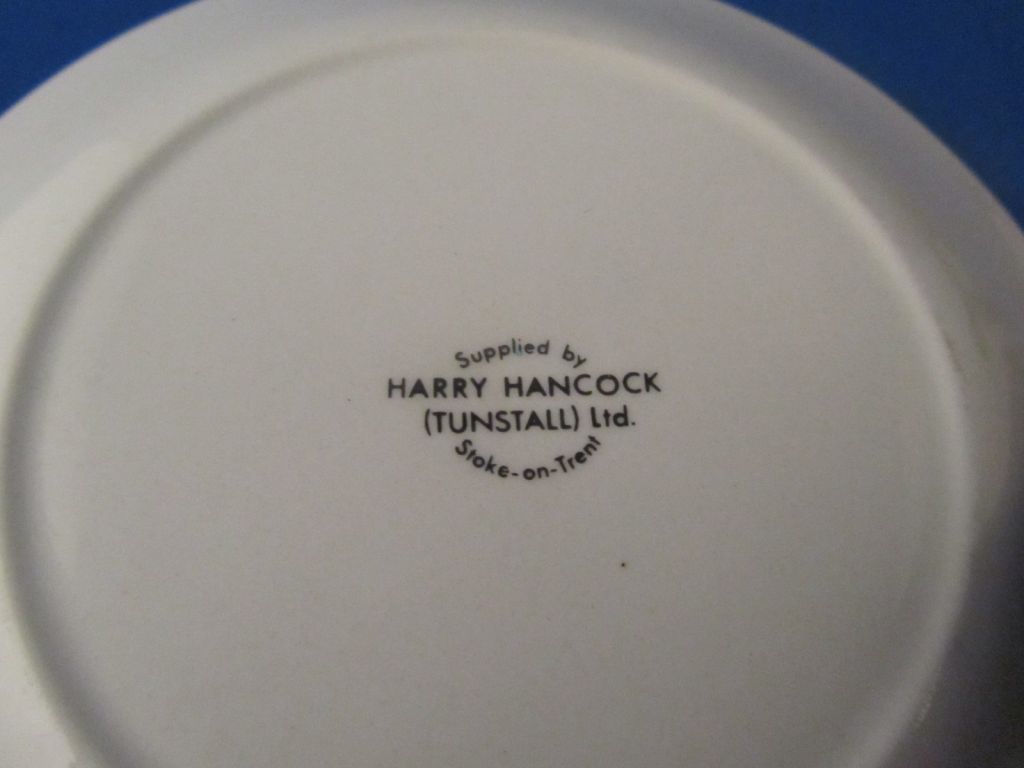 Supplied by
HARRY HANCOCK
(TUNSTALL) Ltd.
Stoke-on-Trent